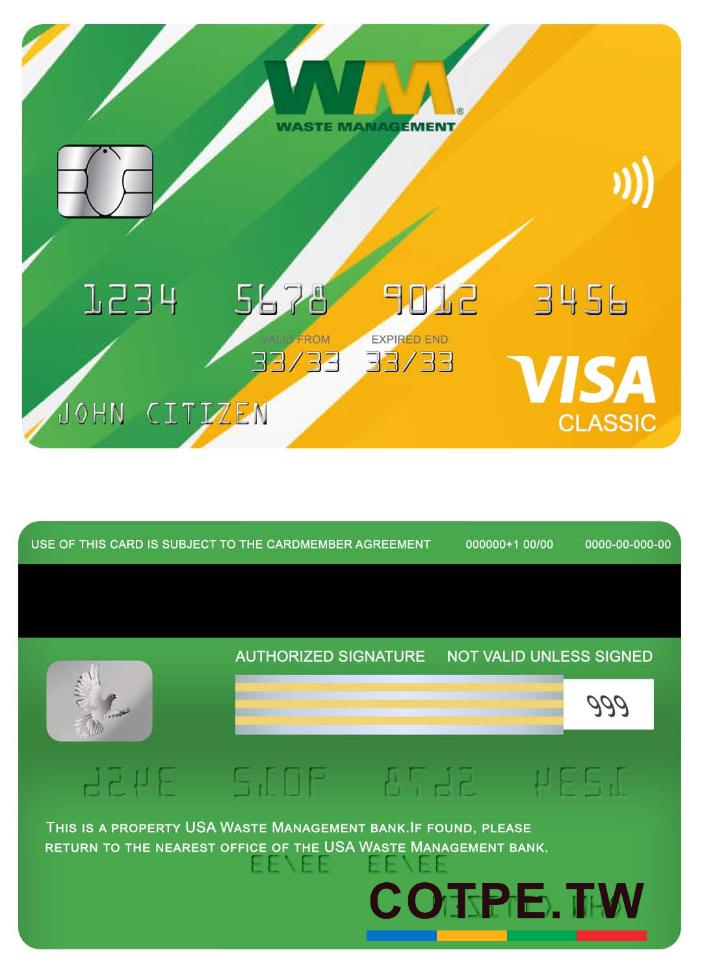 WM®
WASTE MANAGEMENT
1234 5678 9012 3456
VALID FROM EXPIRED END
33/33 33/33
JOHN CITIZEN
VISA
CLASSIC
USE OF THIS CARD IS SUBJECT TO THE CARDMEMBER AGREEMENT 000000+1 00/00 0000-00-000-00
AUTHORIZED SIGNATURE NOT VALID UNLESS SIGNED
999
THIS IS A PROPERTY USA WASTE MANAGEMENT BANK.IF FOUND, PLEASE
RETURN TO THE NEAREST OFFICE OF THE USA WASTE MANAGEMENT BANK.
COTPE.TW